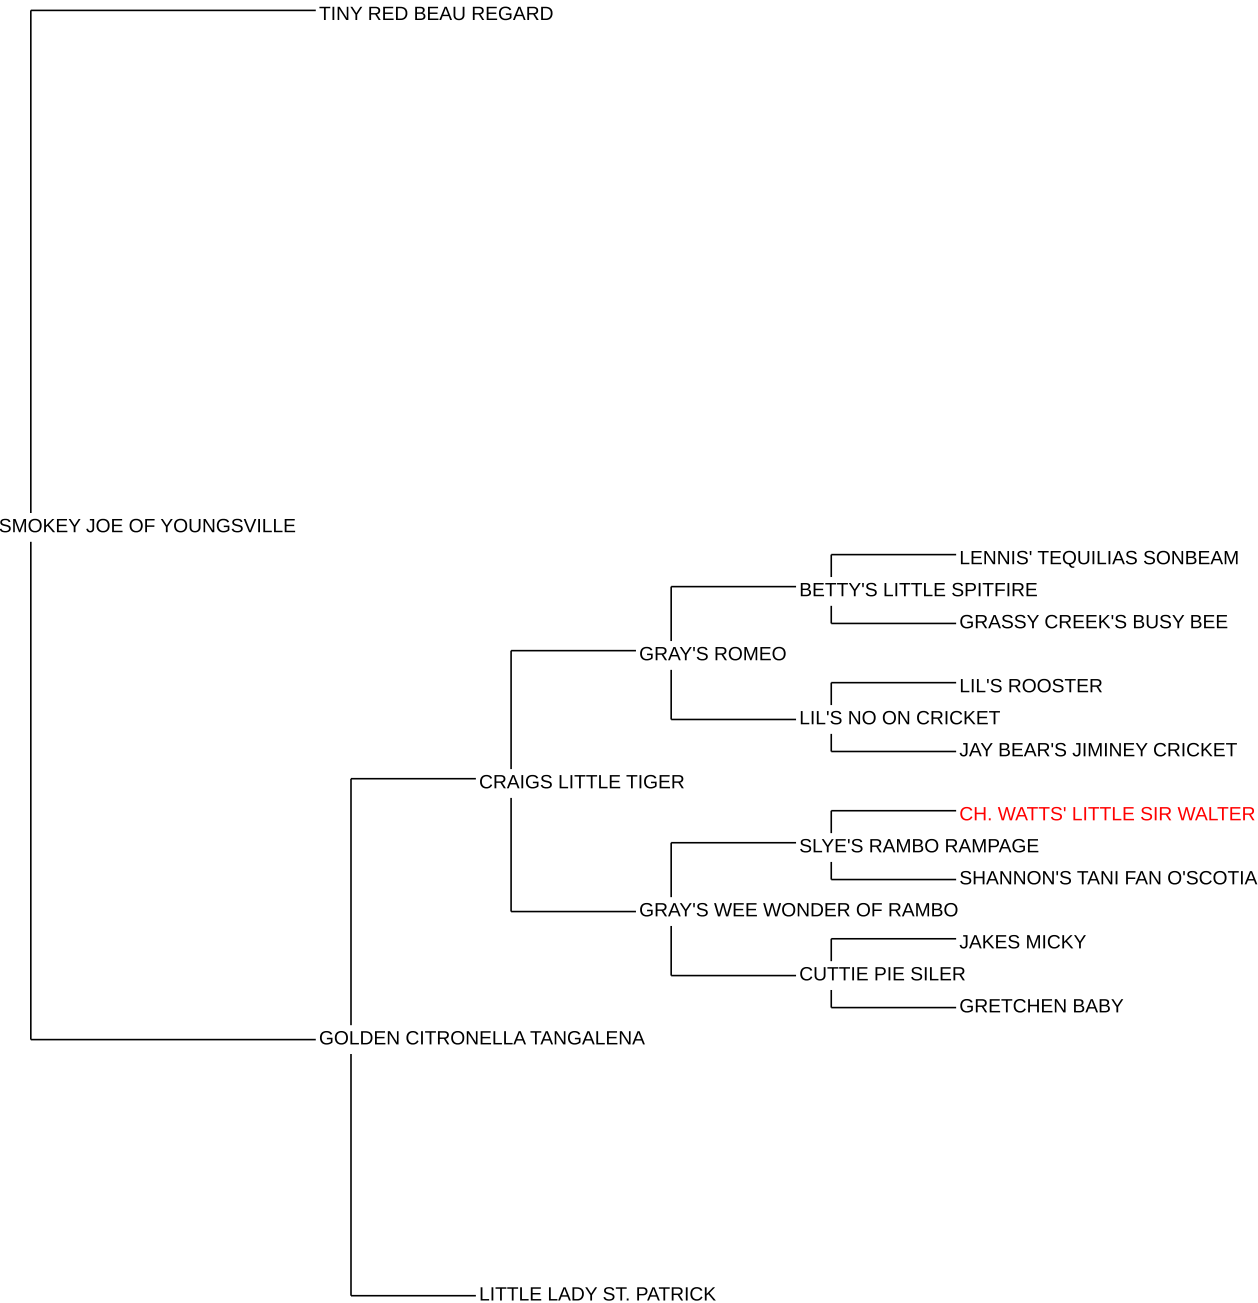 TINY RED BEAU REGARD
SMOKEY JOE OF YOUNGSVILLE
LENNIS' TEQUILIAS SONBEAM
BETTY'S LITTLE SPITFIRE
GRASSY CREEK'S BUSY BEE
GRAY'S ROMEO
LIL'S ROOSTER
LIL'S NO ON CRICKET
JAY BEAR'S JIMINEY CRICKET
CRAIGS LITTLE TIGER
CH. WATTS' LITTLE SIR WALTER
SLYE'S RAMBO RAMPAGE
SHANNON'S TANI FAN O'SCOTIA
GRAY'S WEE WONDER OF RAMBO
JAKES MICKY
CUTTIE PIE SILER
GRETCHEN BABY
GOLDEN CITRONELLA TANGALENA
LITTLE LADY ST. PATRICK